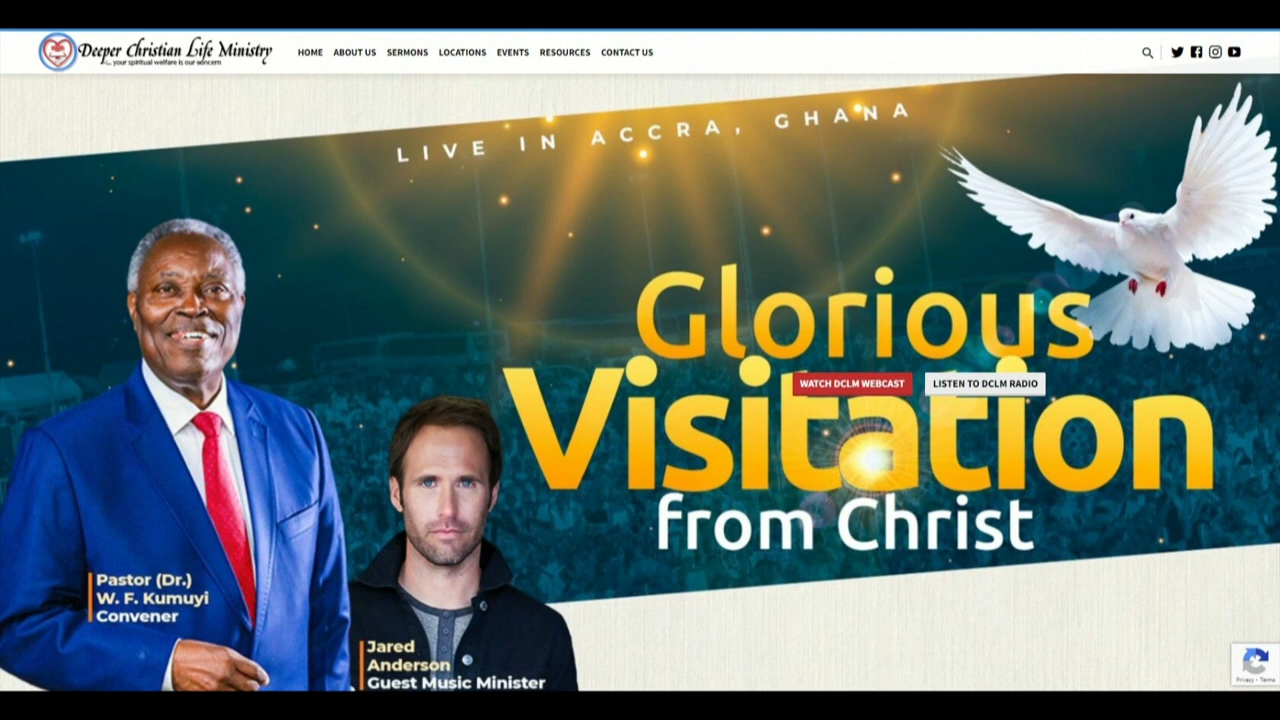 Deeper Christian Life Ministry
... your spiritual welfare is our concern
HOME ABOUT US SERMONS LOCATIONS EVENTS RESOURCES CONTACT US
LIVE IN ACCRA, GHANA
Glorious
Visitation
WATCH DCLM WEBCAST LISTEN TO DCLM RADIO
from Christ
Pastor (Dr.)
W. F. Kumuyi
Convener
Jared
Anderson
Guest Music Minister
Privacy - Terms